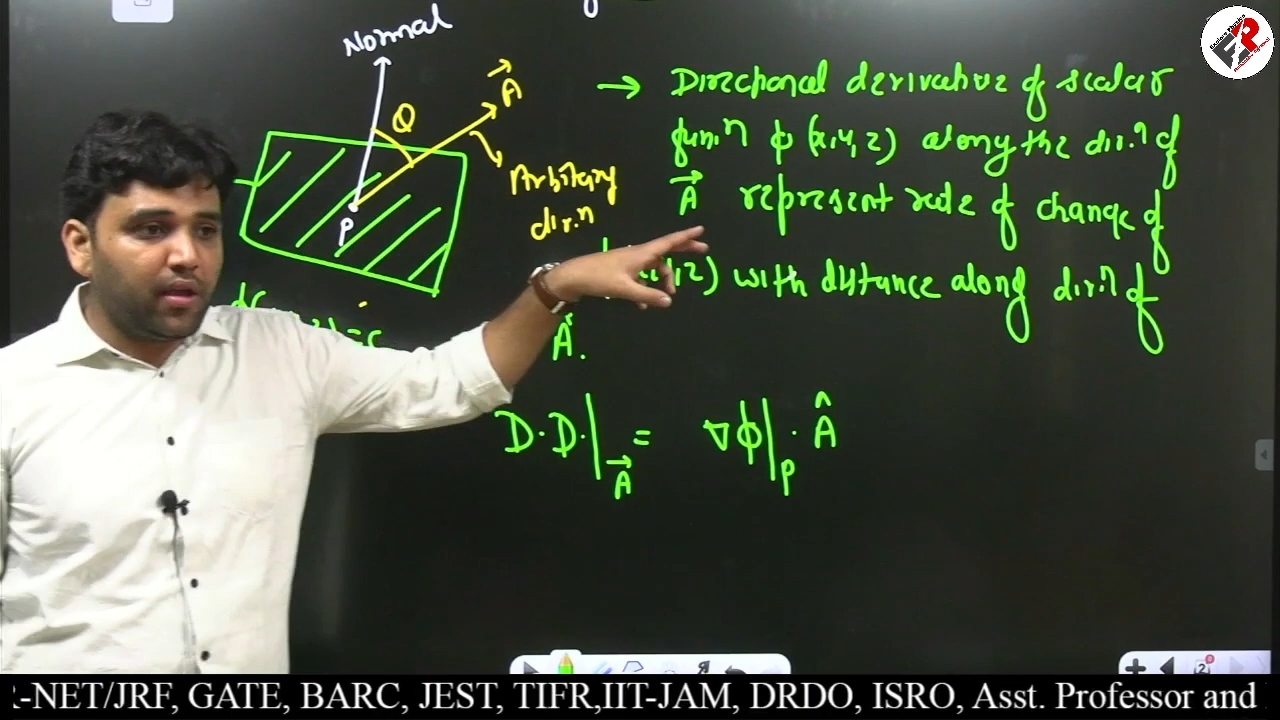 Normal
A
Q
Arbitary
dir.n
P
→ Directional derivative of scalar
fun.n ϕ (x,y,z) along the dir.n of
A represent rate of change of
,z) with distance along dir.n of
A.
= c
D.D.|A = ∇ϕ|p . Â
R-NET/JRF, GATE, BARC, JEST, TIFR,IIT-JAM, DRDO, ISRO, Asst. Professor and